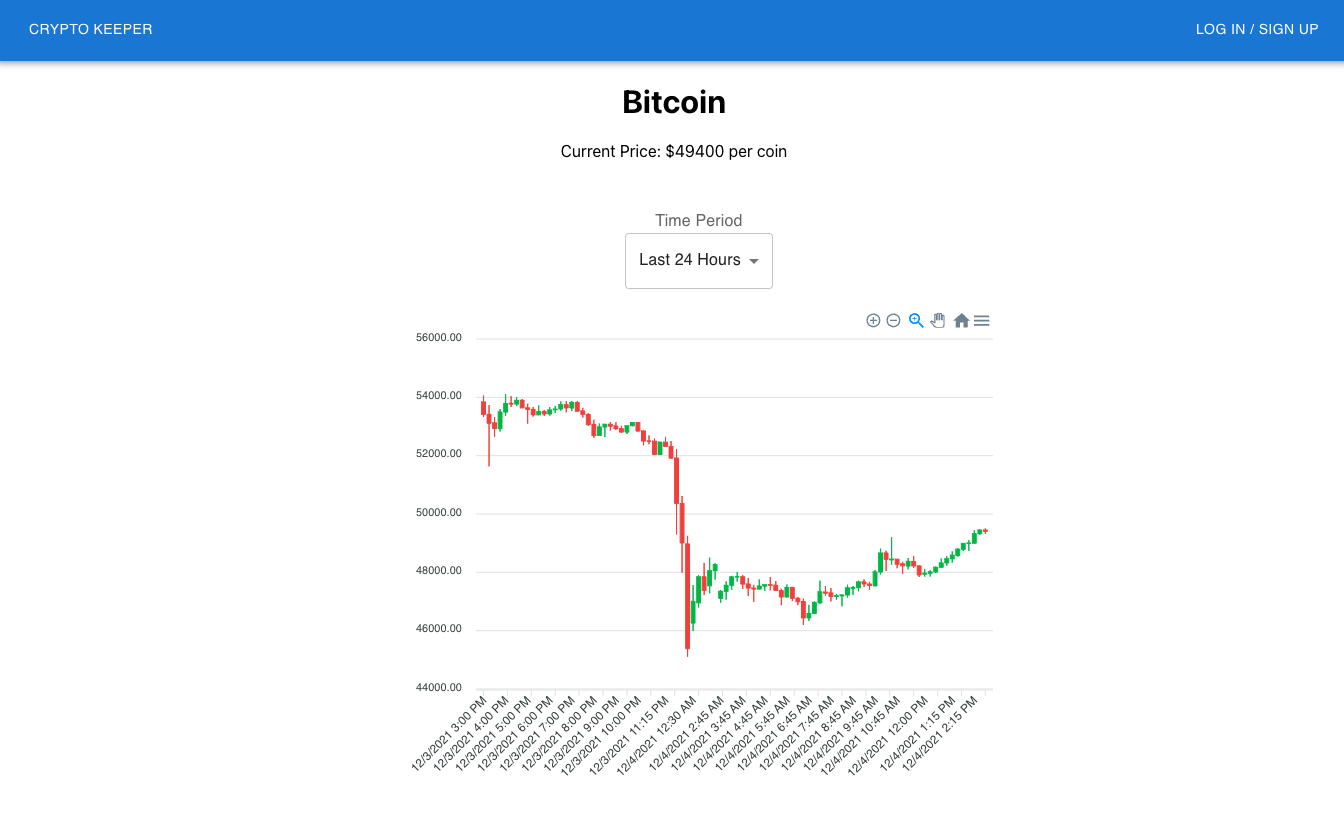 CRYPTO KEEPER
LOG IN / SIGN UP
Bitcoin
Current Price: $49400 per coin
Time Period
Last 24 Hours
56000.00
54000.00
52000.00
50000.00
48000.00
46000.00
44000.00
12/3/2021 3:00 PM
12/3/2021 4:00 PM
12/3/2021 5:00 PM
12/3/2021 6:00 PM
12/3/2021 7:00 PM
12/3/2021 8:00 PM
12/3/2021 9:00 PM
12/3/2021 10:00 PM
12/3/2021 11:15 PM
12/4/2021 12:30 AM
12/4/2021 2:45 AM
12/4/2021 3:45 AM
12/4/2021 4:45 AM
12/4/2021 5:45 AM
12/4/2021 6:45 AM
12/4/2021 7:45 AM
12/4/2021 8:45 AM
12/4/2021 9:45 AM
12/4/2021 10:45 AM
12/4/2021 12:00 PM
12/4/2021 1:15 PM
12/4/2021 2:15 PM